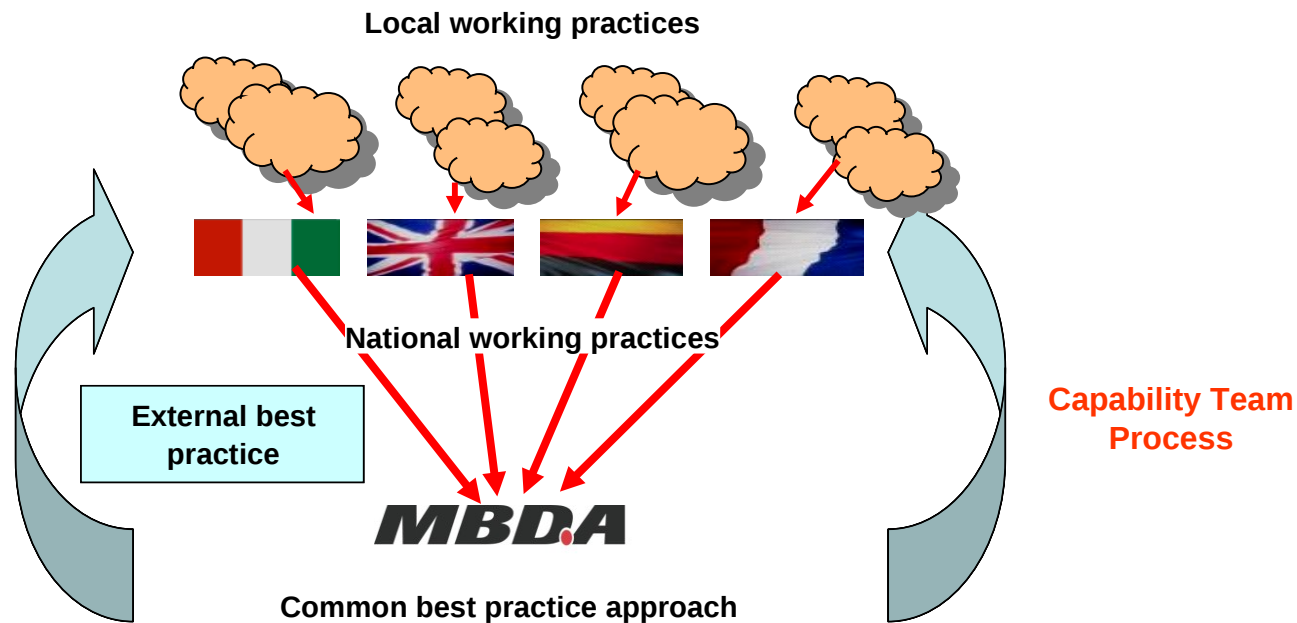 Local working practices
National working practices
External best
practice
Capability Team
Process
MBDA
Common best practice approach